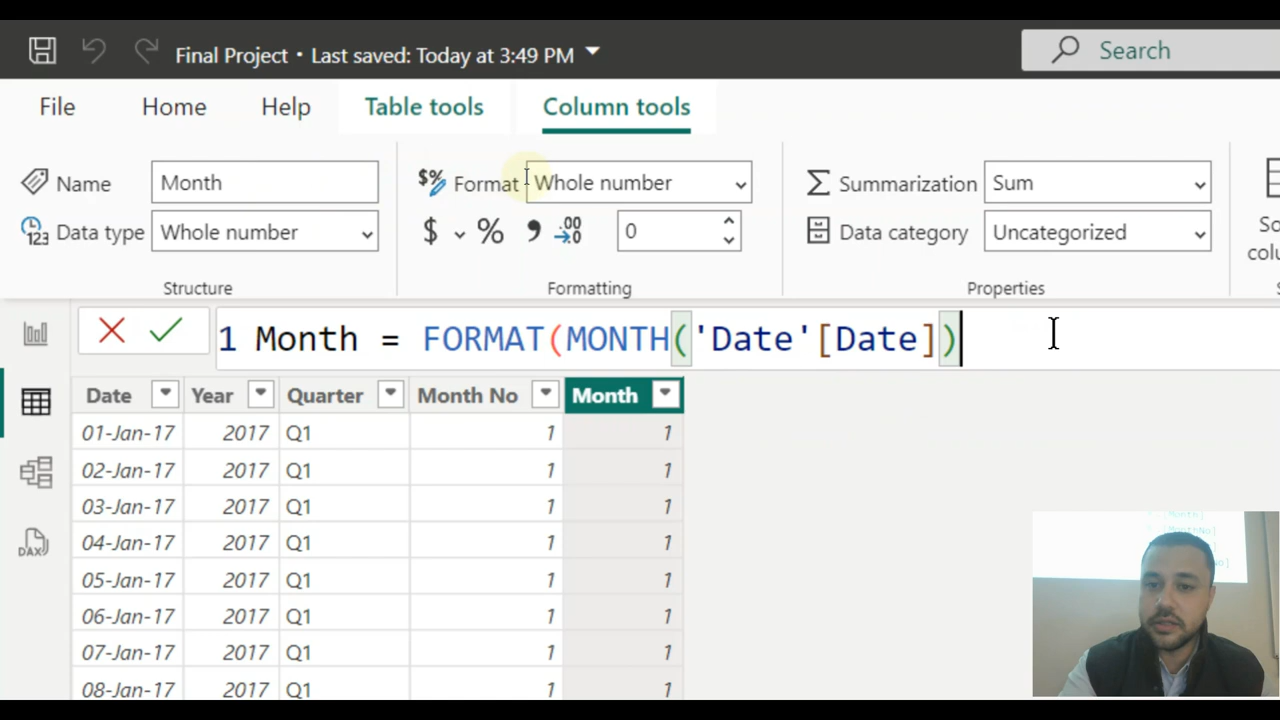 Final Project • Last saved: Today at 3:49 PM
Search
File Home Help Table tools Column tools
Name Month
$% Format Whole number
Σ Summarization Sum
123 Data type Whole number
$ % , .00 0
Data category Uncategorized
Structure Formatting Properties
1 Month = FORMAT(MONTH('Date'[Date])
Date Year Quarter Month No Month
01-Jan-17 2017 Q1 1 1
02-Jan-17 2017 Q1 1 1
03-Jan-17 2017 Q1 1 1
04-Jan-17 2017 Q1 1 1
05-Jan-17 2017 Q1 1 1
06-Jan-17 2017 Q1 1 1
07-Jan-17 2017 Q1 1 1
08-Jan-17 2017 Q1 1 1
DAX
[Month]
[MonthNo]